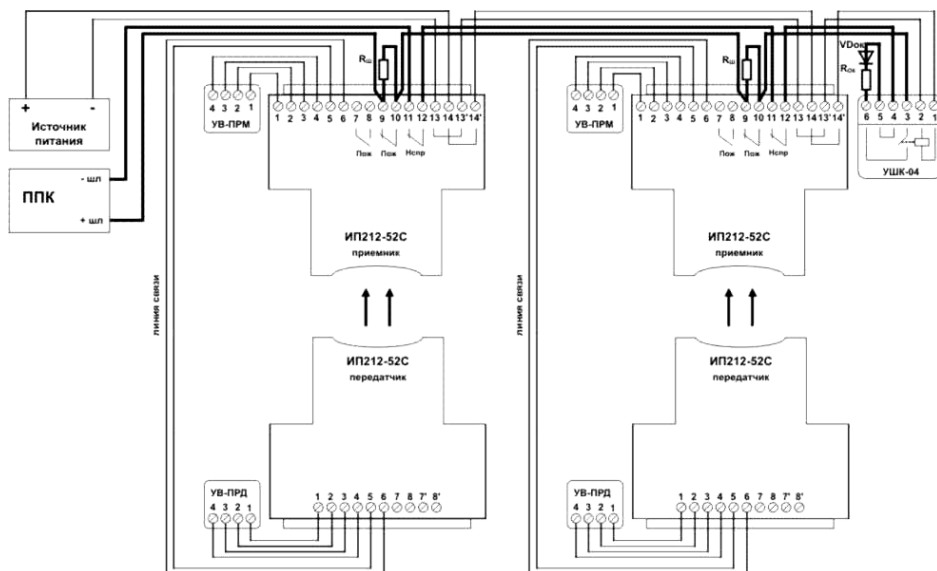 + -
Источник
питания
- шл
ППК
+ шл
УВ-ПРМ
4 3 2 1
Rш
1 2 3 4 5 6 7 8 9 10 11 12 13 14 13' 14'
Пож Пож Нспр
ИП212-52С
приемник
линия связи
ИП212-52С
передатчик
УВ-ПРД
4 3 2 1
1 2 3 4 5 6 7 8 7' 8'
УВ-ПРМ
4 3 2 1
Rш
1 2 3 4 5 6 7 8 9 10 11 12 13 14 13' 14'
Пож Пож Нспр
ИП212-52С
приемник
линия связи
ИП212-52С
передатчик
УВ-ПРД
4 3 2 1
1 2 3 4 5 6 7 8 7' 8'
VDок
Rок
6 5 4 3 2 1
УШК-04